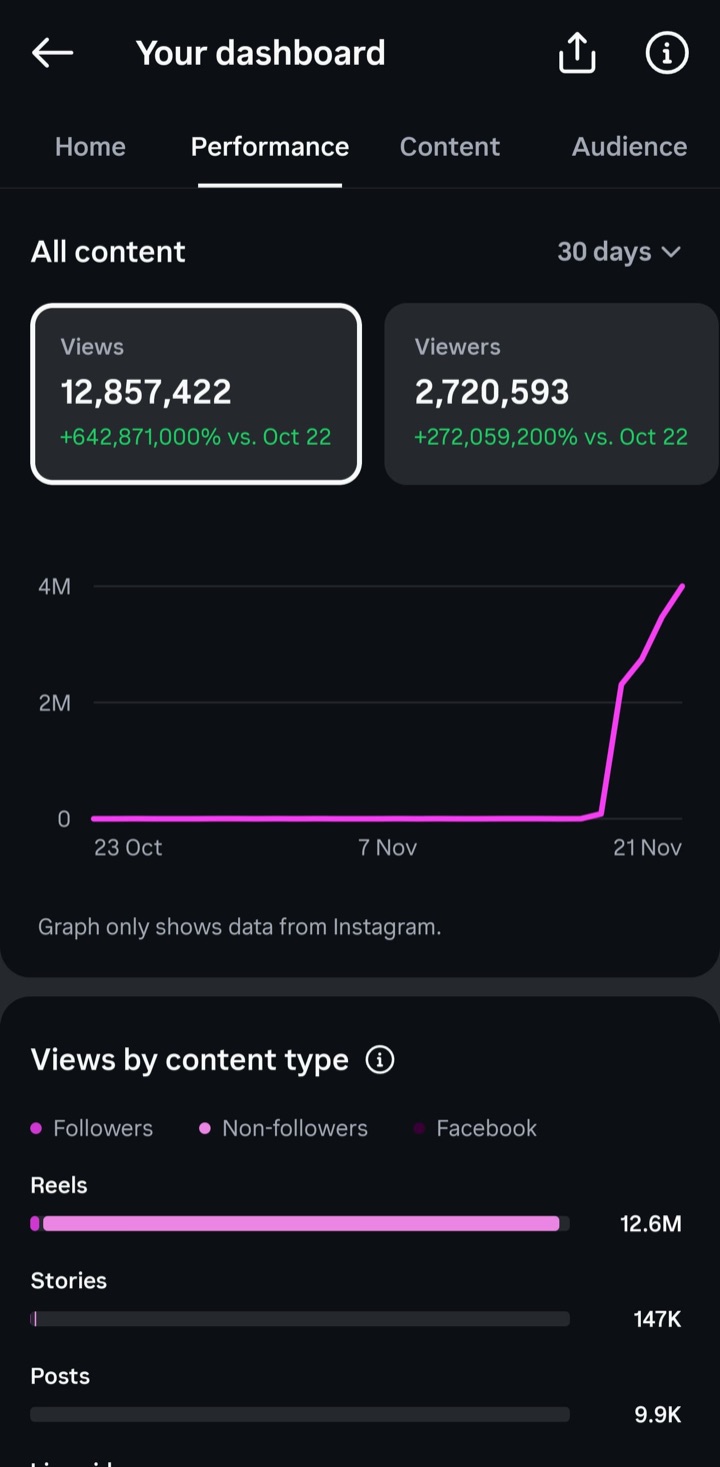 Your dashboard
Home Performance Content Audience
All content 30 days
Views
12,857,422
+642,871,000% vs. Oct 22
Viewers
2,720,593
+272,059,200% vs. Oct 22
4M
2M
0
23 Oct 7 Nov 21 Nov
Graph only shows data from Instagram.
Views by content type
Followers Non-followers Facebook
Reels
12.6M
Stories
147K
Posts
9.9K